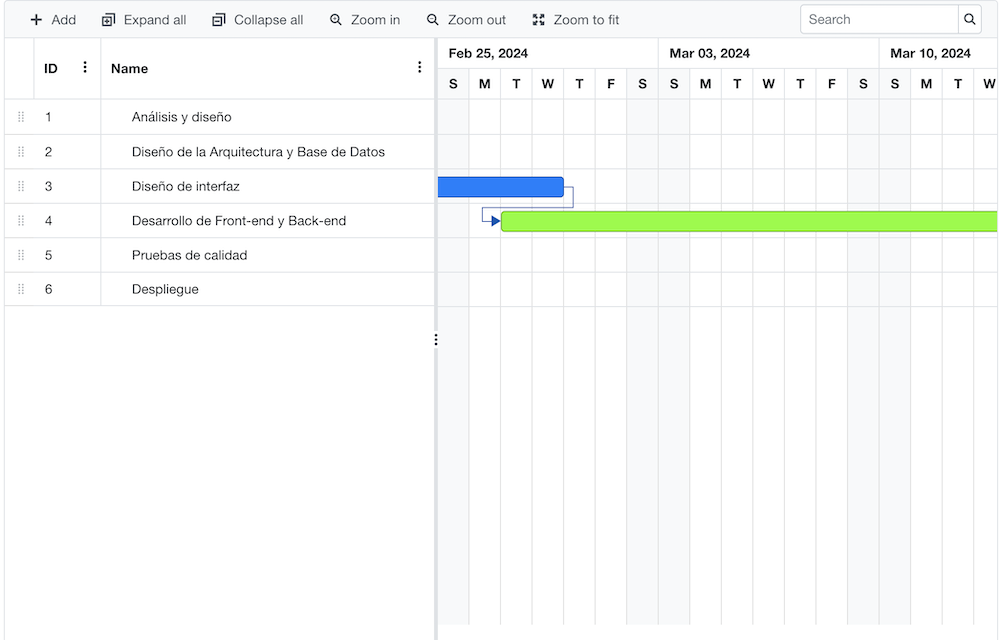 Add Expand all Collapse all Zoom in Zoom out Zoom to fit Search
Feb 25, 2024 Mar 03, 2024 Mar 10, 2024
ID Name
S M T W T F S S M T W T F S S M T W
1 Análisis y diseño
2 Diseño de la Arquitectura y Base de Datos
3 Diseño de interfaz
4 Desarrollo de Front-end y Back-end
5 Pruebas de calidad
6 Despliegue